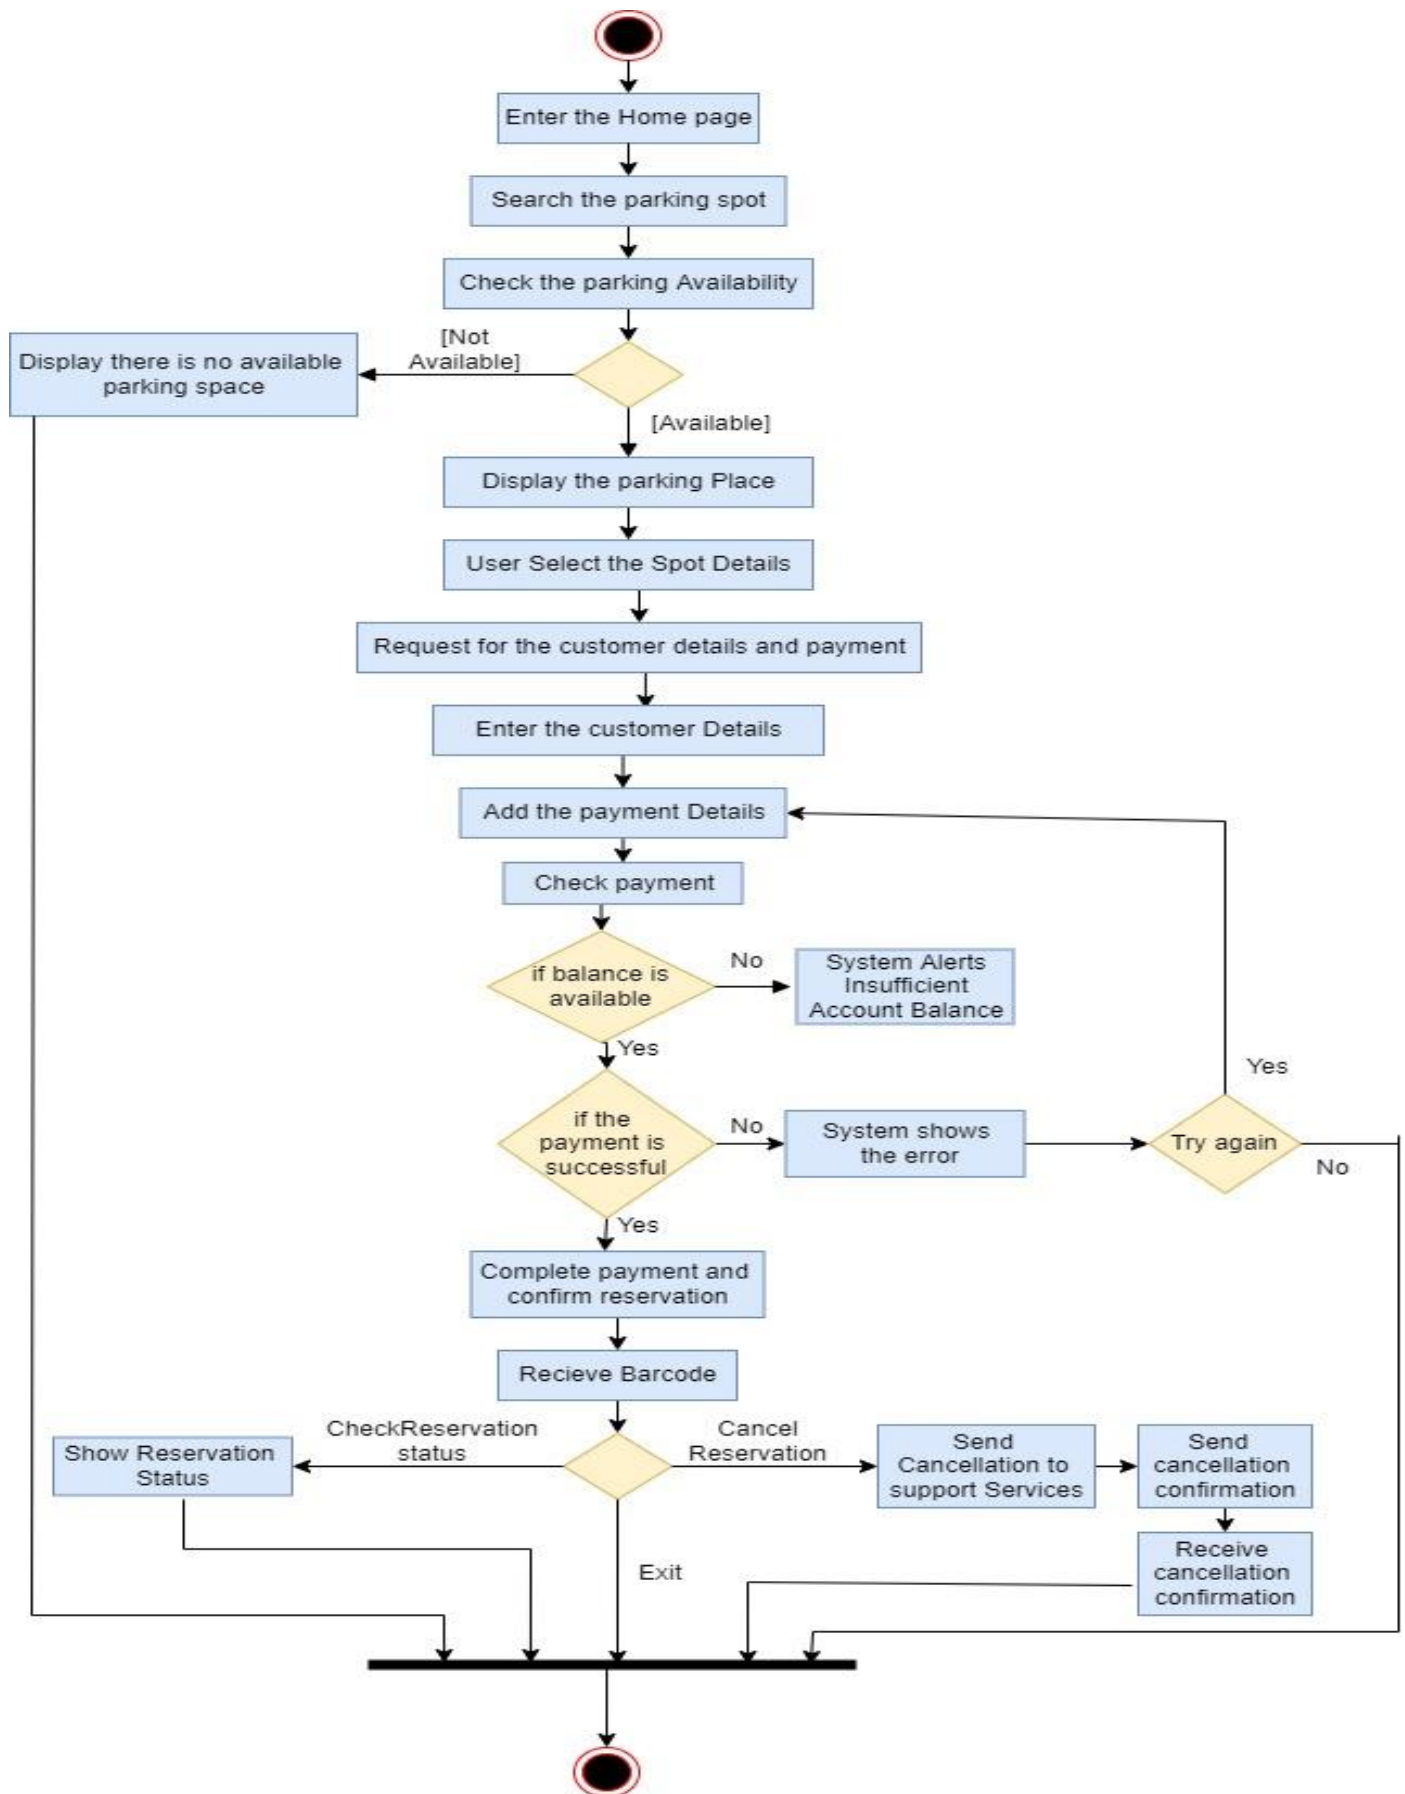 Enter the Home page
Search the parking spot
Check the parking Availability
[Not
Available]
Display there is no available
parking space
[Available]
Display the parking Place
User Select the Spot Details
Request for the customer details and payment
Enter the customer Details
Add the payment Details
Check payment
if balance is
available
No
System Alerts
Insufficient
Account Balance
Yes
if the
payment is
successful
No
System shows
the error
Try again
Yes
No
Yes
Complete payment and
confirm reservation
Recieve Barcode
CheckReservation
status
Show Reservation
Status
Cancel
Reservation
Send
Cancellation to
support Services
Send
cancellation
confirmation
Receive
cancellation
confirmation
Exit